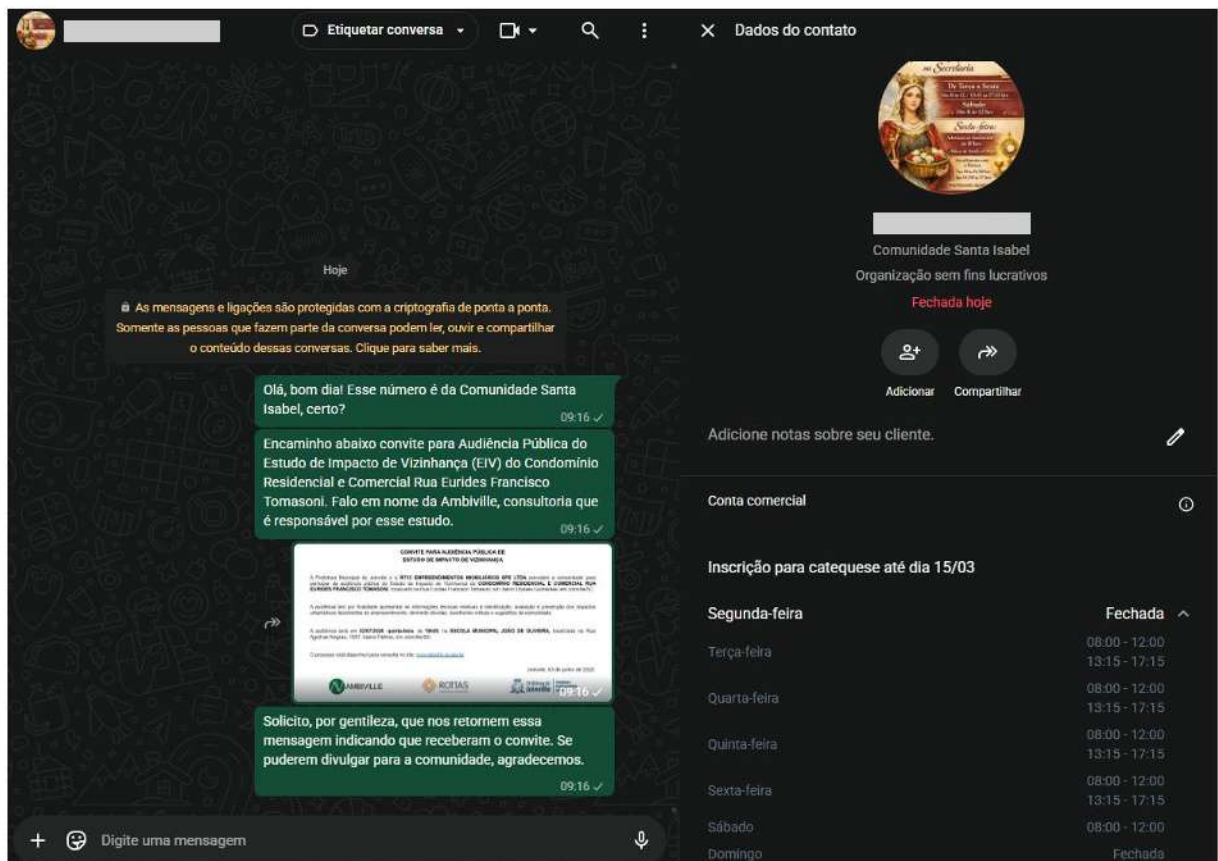 Etiquetar conversa
Hoje
As mensagens e ligações são protegidas com a criptografia de ponta a ponta.
Somente as pessoas que fazem parte da conversa podem ler, ouvir e compartilhar
o conteúdo dessas conversas. Clique para saber mais.
Olá, bom dia! Esse número é da Comunidade Santa
Isabel, certo?
09:16
Encaminho abaixo convite para Audiência Pública do
Estudo de Impacto de Vizinhança (EIV) do Condomínio
Residencial e Comercial Rua Eurides Francisco
Tomasoni. Falo em nome da Ambiville, consultoria que
é responsável por esse estudo.
09:16
CONVITE PARA AUDIÊNCIA PÚBLICA DE
ESTUDO DE IMPACTO DE VIZINHANÇA
AMBIVILLE
ROTTAS
Joinville
09:16
Solicito, por gentileza, que nos retornem essa
mensagem indicando que receberam o convite. Se
puderem divulgar para a comunidade, agradecemos.
09:16
Digite uma mensagem
Dados do contato
Secretaria
De Terça a Sexta
Sábado
Sexta-feira
Comunidade Santa Isabel
Organização sem fins lucrativos
Fechada hoje
Adicionar Compartilhar
Adicione notas sobre seu cliente.
Conta comercial
Inscrição para catequese até dia 15/03
Segunda-feira Fechada
Terça-feira 08:00 - 12:00
13:15 - 17:15
Quarta-feira 08:00 - 12:00
13:15 - 17:15
Quinta-feira 08:00 - 12:00
13:15 - 17:15
Sexta-feira 08:00 - 12:00
13:15 - 17:15
Sábado 08:00 - 12:00
Domingo Fechada